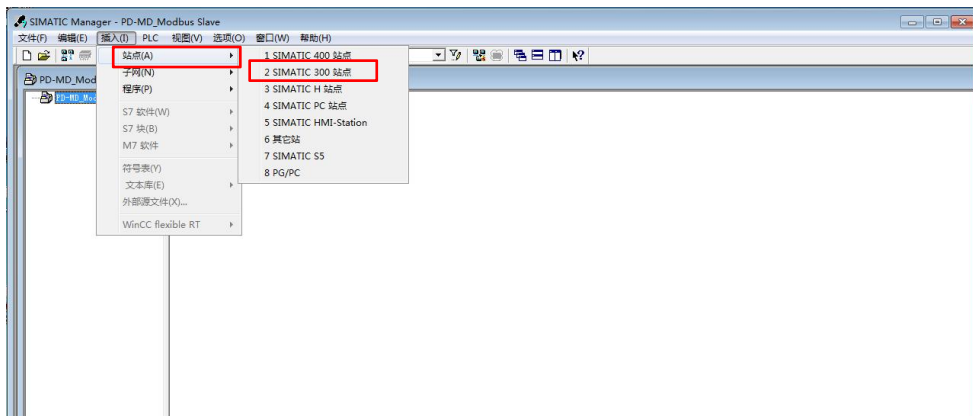 SIMATIC Manager - PD-MD_Modbus Slave
文件(F) 编辑(E) 插入(I) PLC 视图(V) 选项(O) 窗口(W) 帮助(H)
站点(A)
子网(N)
程序(P)
S7 软件(W)
S7 块(B)
M7 软件
符号表(Y)
文本库(E)
外部源文件(X)...
WinCC flexible RT
1 SIMATIC 400 站点
2 SIMATIC 300 站点
3 SIMATIC H 站点
4 SIMATIC PC 站点
5 SIMATIC HMI-Station
6 其它站
7 SIMATIC S5
8 PG/PC
PD-MD_Mod
PD-MD_Mod